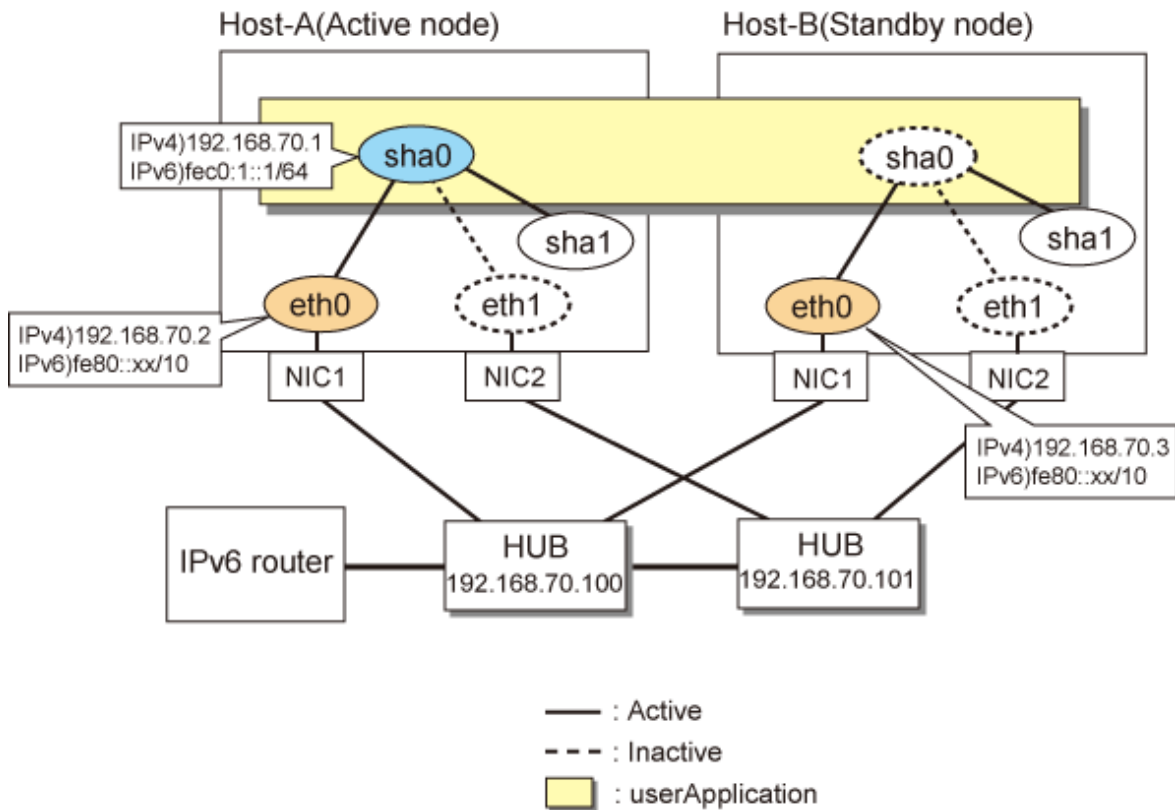 Host-A(Active node)
Host-B(Standby node)
IPv4)192.168.70.1
IPv6)fec0:1::1/64
sha0
sha0
sha1
sha1
eth0
eth1
eth0
eth1
IPv4)192.168.70.2
IPv6)fe80::xx/10
NIC1
NIC2
NIC1
NIC2
IPv4)192.168.70.3
IPv6)fe80::xx/10
IPv6 router
HUB
192.168.70.100
HUB
192.168.70.101
: Active
: Inactive
: userApplication